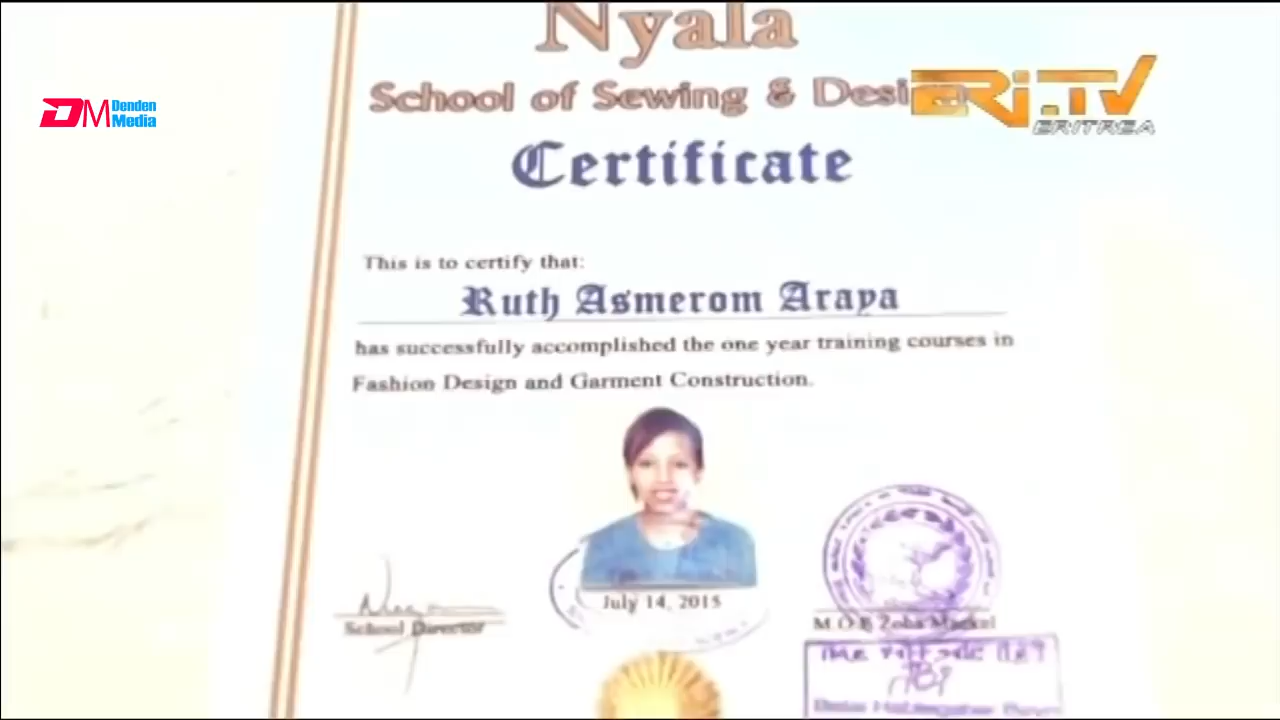 Nyala
School of Sewing & Desi
ERi.TV
ERITREA
DM Denden
Media
Certificate
This is to certify that:
Ruth Asmerom Araya
has successfully accomplished the one year training courses in
Fashion Design and Garment Construction.
July 14, 2015
School Director
M.O.E Zoba Maekel